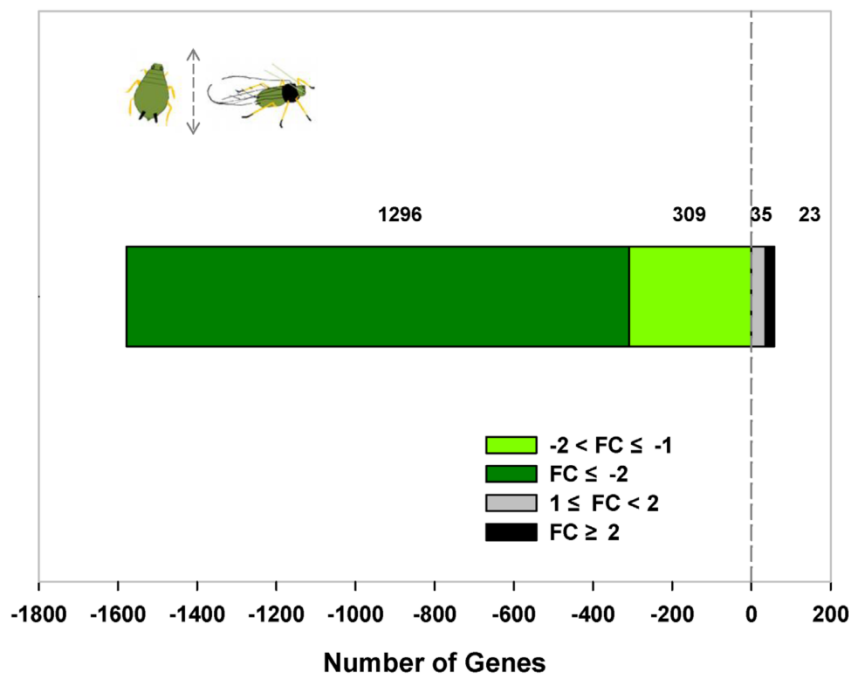 1296 309 35 23
-2 < FC ≤ -1
FC ≤ -2
1 ≤ FC < 2
FC ≥ 2
-1800 -1600 -1400 -1200 -1000 -800 -600 -400 -200 0 200
Number of Genes